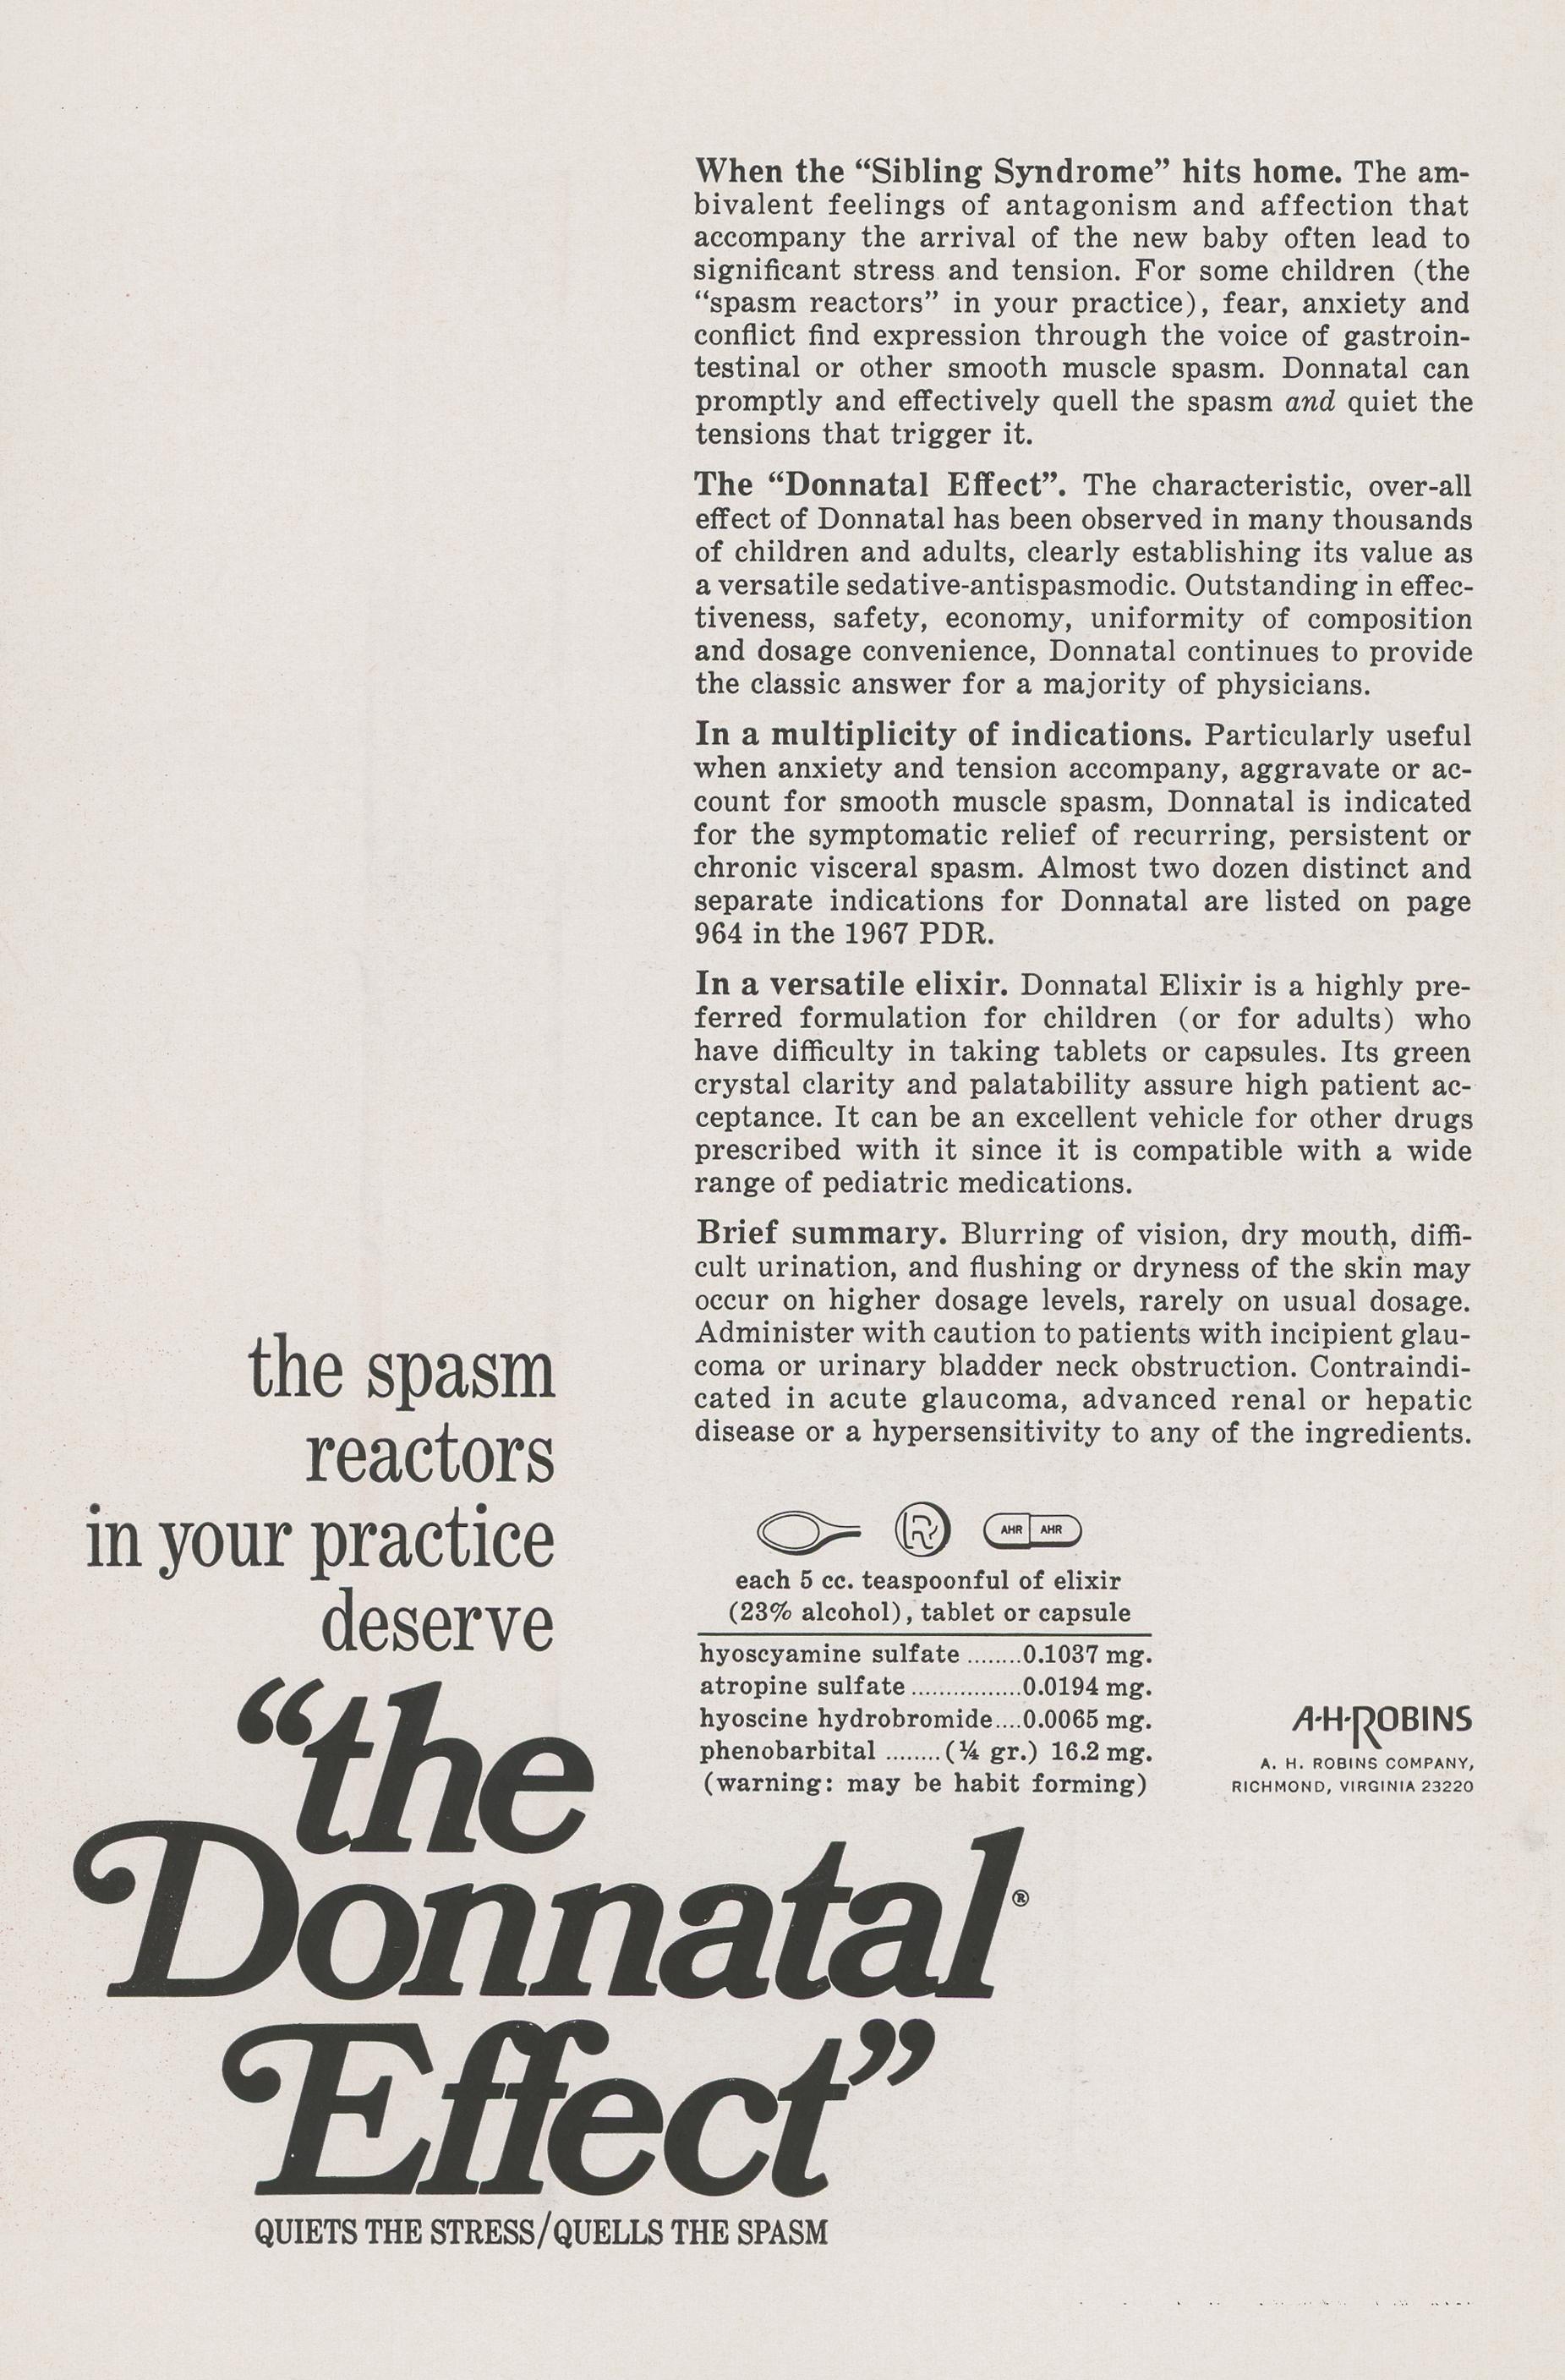 When the “Sibling Syndrome” hits home. The am-
bivalent feelings of antagonism and affection that
accompany the arrival of the new baby often lead to
significant stress and tension. For some children (the
“spasm reactors” in your practice), fear, anxiety and
conflict find expression through the voice of gastroin-
testinal or other smooth muscle spasm. Donnatal can
promptly and effectively quell the spasm and quiet the
tensions that trigger it.
The “Donnatal Effect”. The characteristic, over-all
effect of Donnatal has been observed in many thousands
of children and adults, clearly establishing its value as
a versatile sedative-antispasmodic. Outstanding in effec-
tiveness, safety, economy, uniformity of composition
and dosage convenience, Donnatal continues to provide
the classic answer for a majority of physicians.
In a multiplicity of indications. Particularly useful
when anxiety and tension accompany, aggravate or ac-
count for smooth muscle spasm, Donnatal is indicated
for the symptomatic relief of recurring, persistent or
chronic visceral spasm. Almost two dozen distinct and
separate indications for Donnatal are listed on page
964 in the 1967 PDR.
In a versatile elixir. Donnatal Elixir is a highly pre-
ferred formulation for children (or for adults) who
have difficulty in taking tablets or capsules. Its green
crystal clarity and palatability assure high patient ac-
ceptance. It can be an excellent vehicle for other drugs
prescribed with it since it is compatible with a wide
range of pediatric medications.
Brief summary. Blurring of vision, dry mouth, diffi-
cult urination, and flushing or dryness of the skin may
occur on higher dosage levels, rarely on usual dosage.
Administer with caution to patients with incipient glau-
coma or urinary bladder neck obstruction. Contraindi-
cated in acute glaucoma, advanced renal or hepatic
disease or a hypersensitivity to any of the ingredients.
R AHR AHR
each 5 cc. teaspoonful of elixir
(23% alcohol), tablet or capsule
hyoscyamine sulfate ........0.1037 mg.
atropine sulfate ................0.0194 mg.
hyoscine hydrobromide....0.0065 mg.
phenobarbital ........(¼ gr.) 16.2 mg.
(warning: may be habit forming)
A·H·ROBINS
A. H. ROBINS COMPANY,
RICHMOND, VIRGINIA 23220
the spasm
reactors
in your practice
deserve
“the
Donnatal®
Effect”
QUIETS THE STRESS/QUELLS THE SPASM